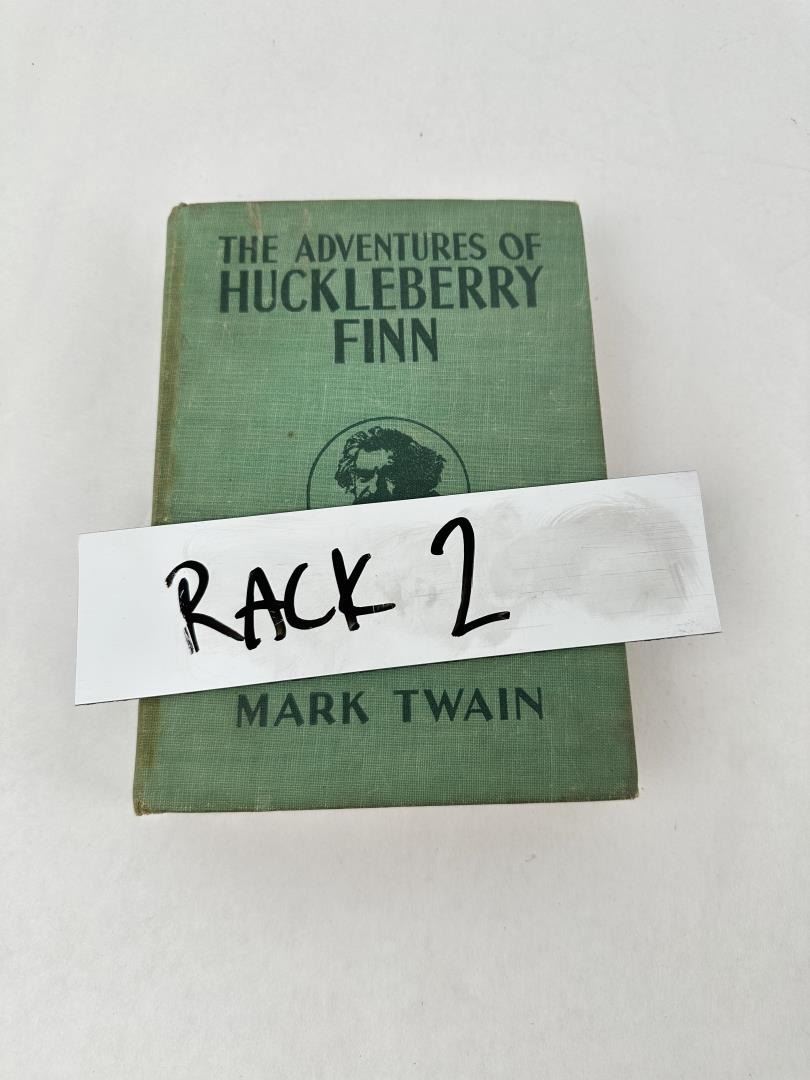 THE ADVENTURES OF
HUCKLEBERRY
FINN
RACK 2
MARK TWAIN